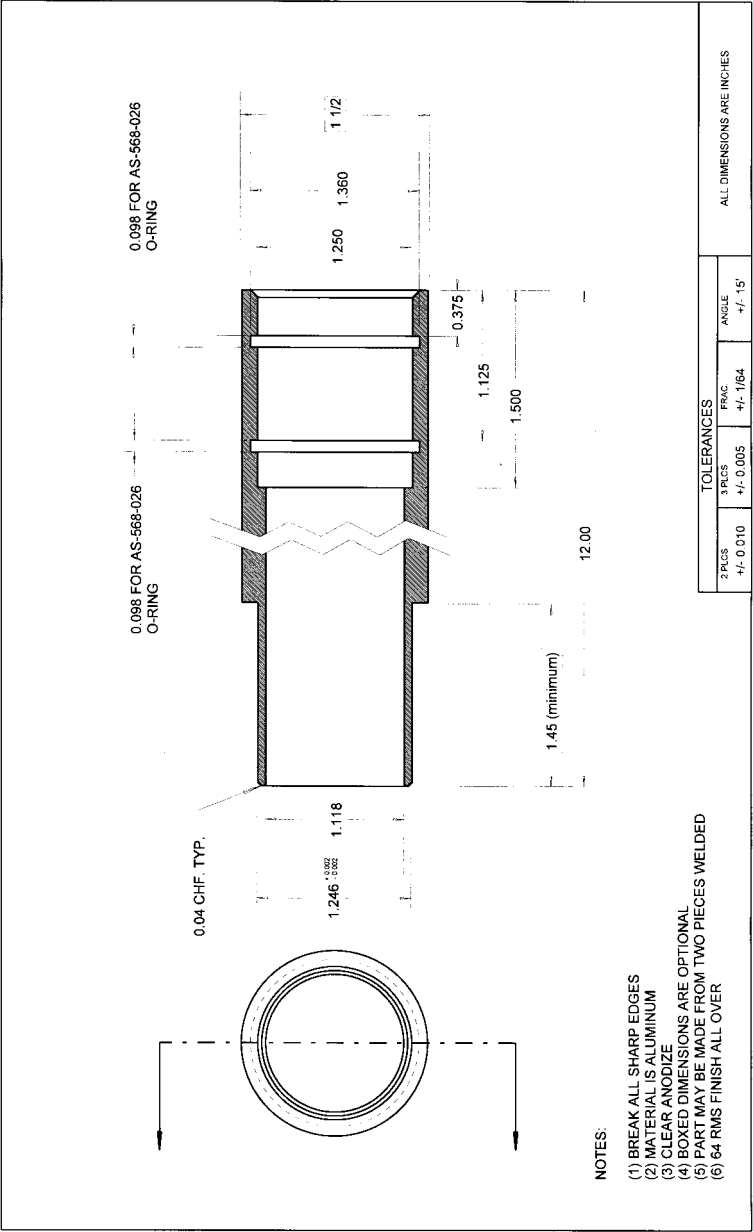 0.098 FOR AS-568-026
O-RING
0.098 FOR AS-568-026
O-RING
0.04 CHF. TYP.
1.246 +0.002
-0.002
1.118
1.250
1.360
1 1/2
0.375
1.125
1.500
12.00
1.45 (minimum)
NOTES:
(1) BREAK ALL SHARP EDGES
(2) MATERIAL IS ALUMINUM
(3) CLEAR ANODIZE
(4) BOXED DIMENSIONS ARE OPTIONAL
(5) PART MAY BE MADE FROM TWO PIECES WELDED
(6) 64 RMS FINISH ALL OVER
TOLERANCES
2 PLCS 3 PLCS FRAC. ANGLE
+/- 0.010 +/- 0.005 +/- 1/64 +/- 15'
ALL DIMENSIONS ARE INCHES